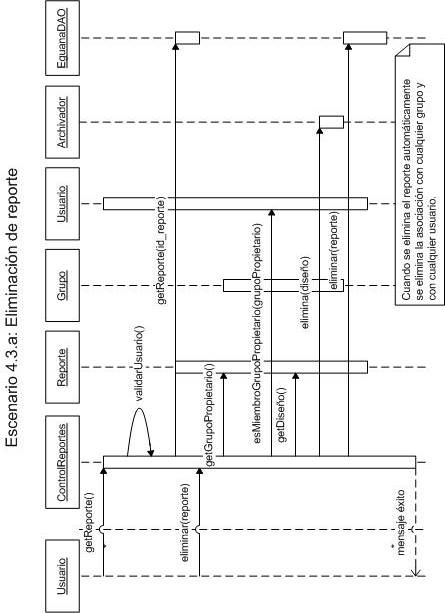 Escenario 4.3.a: Eliminación de reporte
Usuario
ControlReportes
Reporte
Grupo
Usuario
Archivador
EguanaDAO
getReporte()
*
validarUsuario()
getReporte(id_reporte)
eliminar(reporte)
getGrupoPropietario()
esMiembroGrupoPropietario(grupoPropietario)
getDiseño()
elimina(diseño)
eliminar(reporte)
* mensaje éxito
Cuando se elimina el reporte automáticamente
se elimina la asociación con cualquier grupo y
con cualquier usuario.